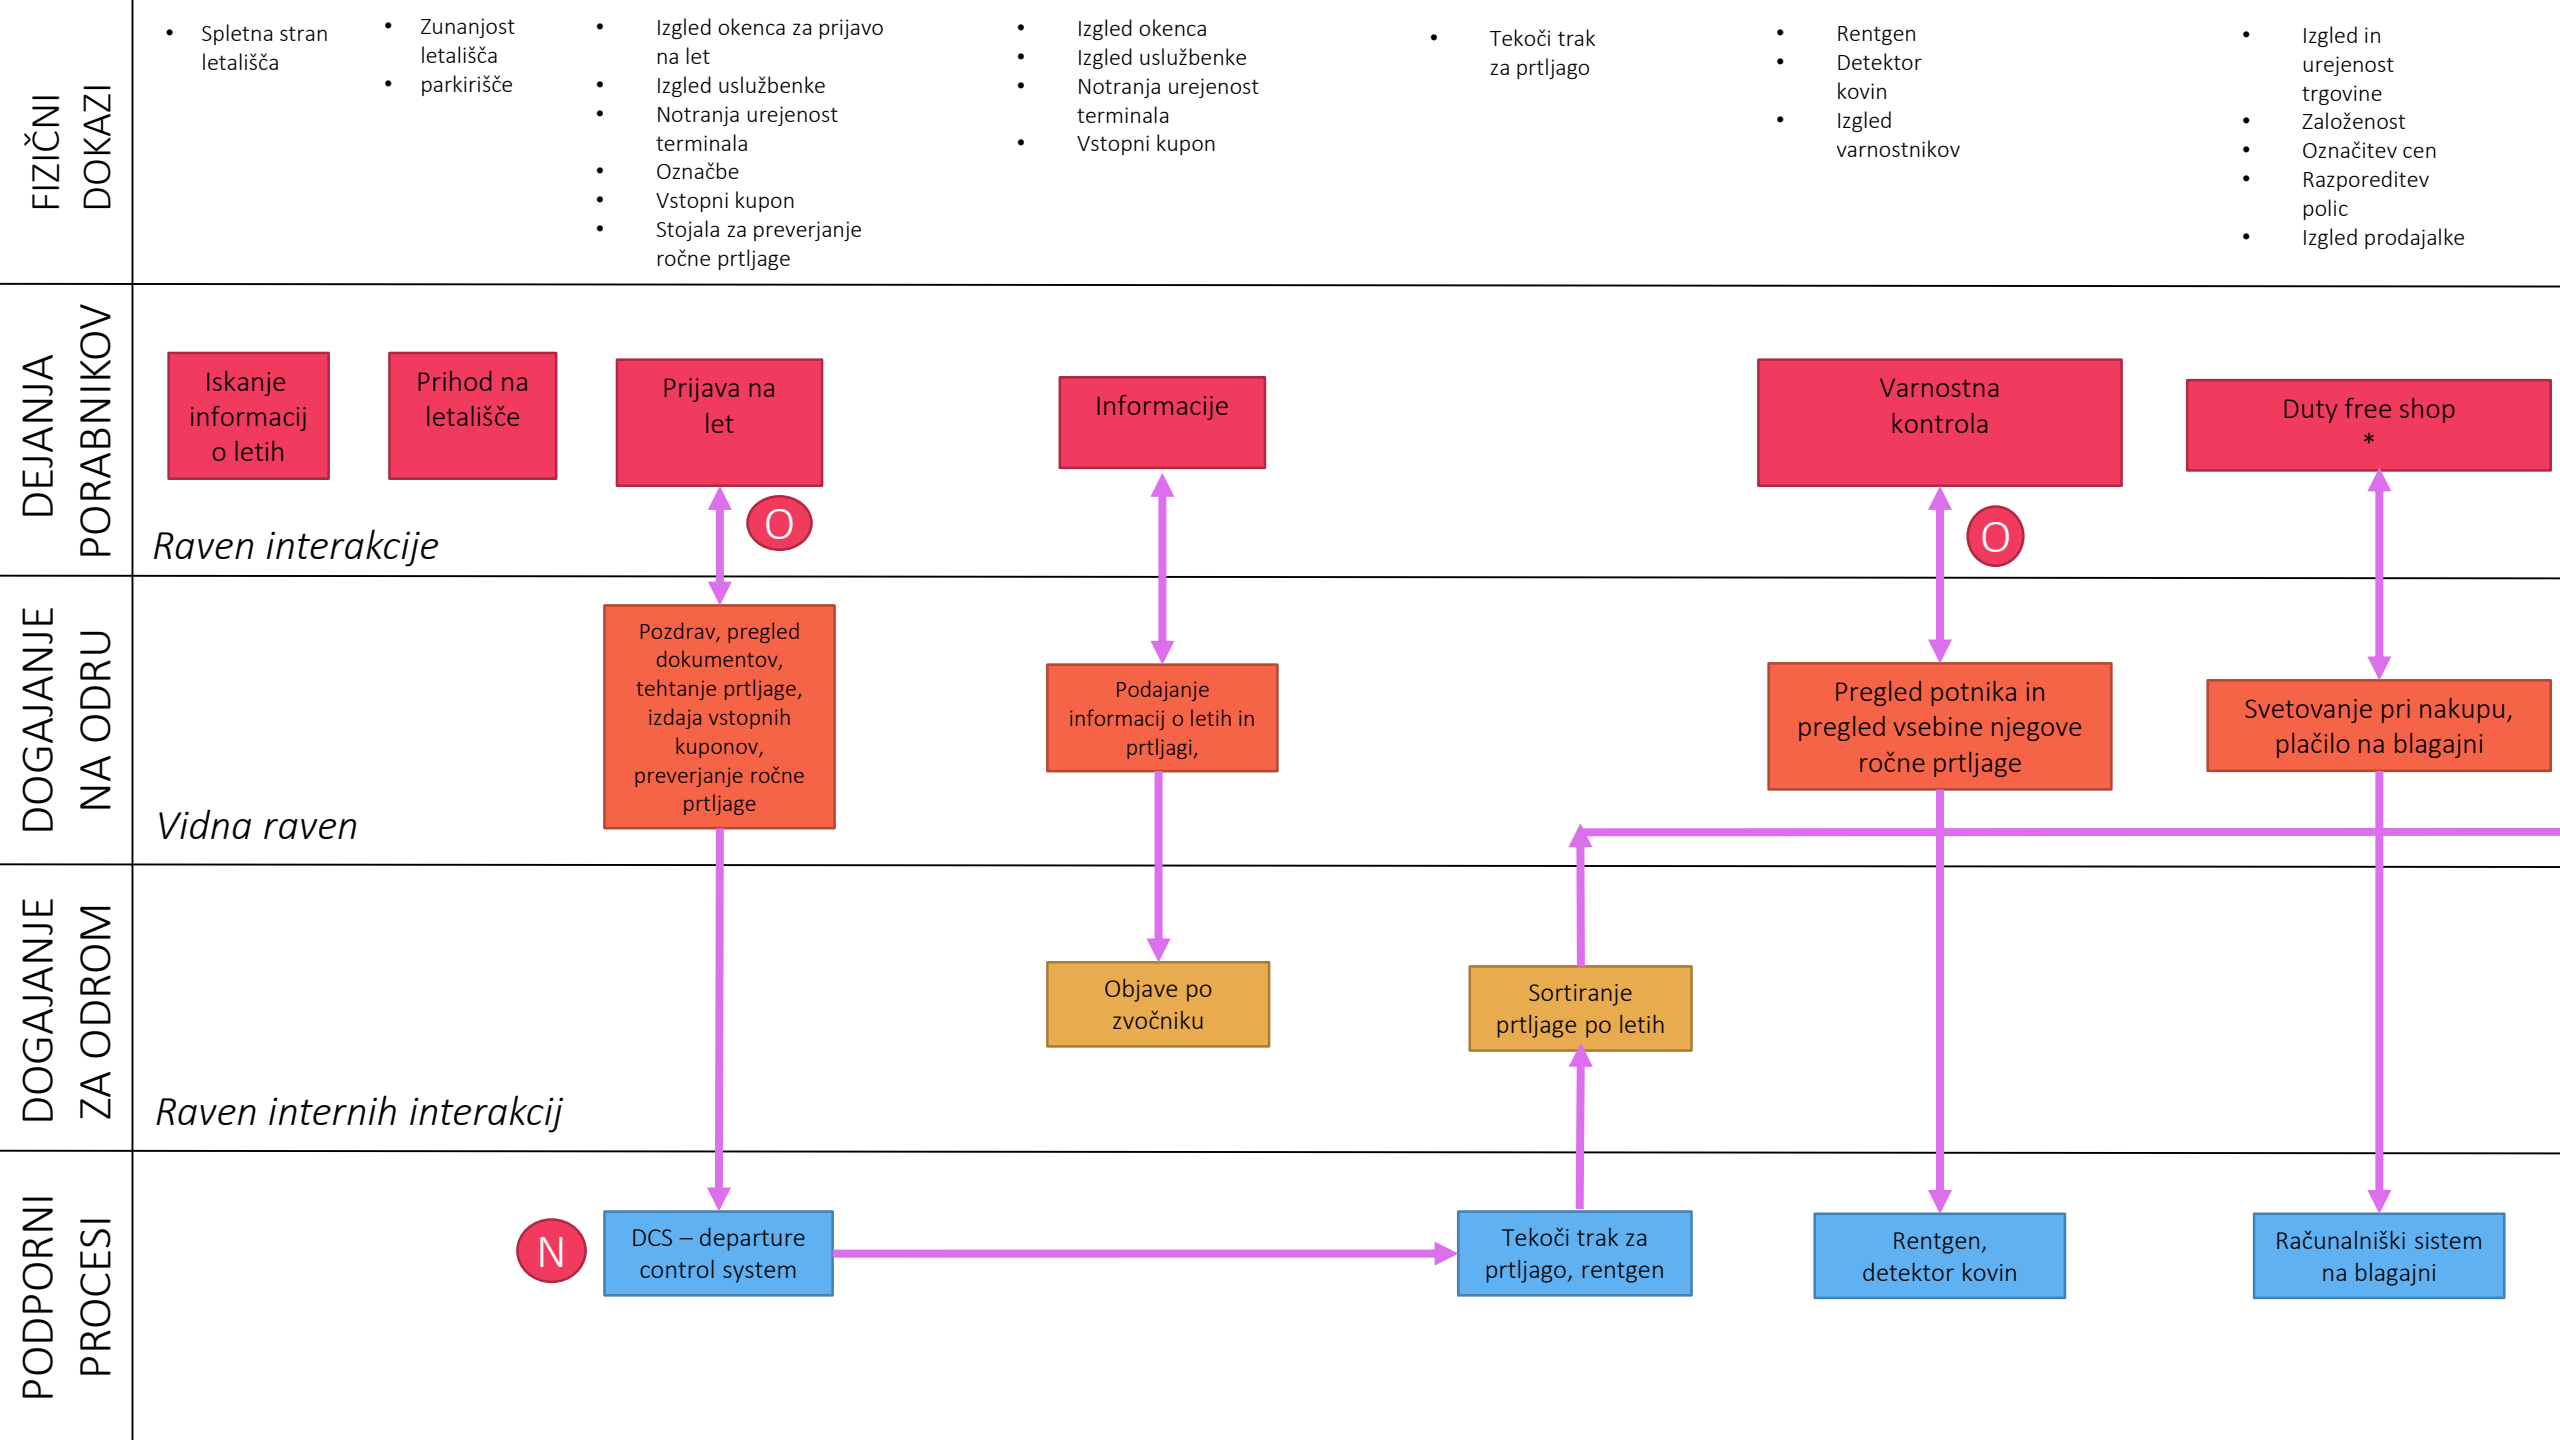 FIZIČNI
DOKAZI
• Spletna stran
letališča
• Zunanjost
letališča
• parkirišče
• Izgled okenca za prijavo
na let
• Izgled uslužbenke
• Notranja urejenost
terminala
• Označbe
• Vstopni kupon
• Stojala za preverjanje
ročne prtljage
• Izgled okenca
• Izgled uslužbenke
• Notranja urejenost
terminala
• Vstopni kupon
• Tekoči trak
za prtljago
• Rentgen
• Detektor
kovin
• Izgled
varnostnikov
• Izgled in
urejenost
trgovine
• Založenost
• Označitev cen
• Razporeditev
polic
• Izgled prodajalke
DEJANJA
PORABNIKOV
Iskanje
informacij
o letih
Prihod na
letališče
Prijava na
let
Informacije
Varnostna
kontrola
Duty free shop
*
O
O
Raven interakcije
DOGAJANJE
NA ODRU
Pozdrav, pregled
dokumentov,
tehtanje prtljage,
izdaja vstopnih
kuponov,
preverjanje ročne
prtljage
Podajanje
informacij o letih in
prtljagi,
Pregled potnika in
pregled vsebine njegove
ročne prtljage
Svetovanje pri nakupu,
plačilo na blagajni
Vidna raven
DOGAJANJE
ZA ODROM
Objave po
zvočniku
Sortiranje
prtljage po letih
Raven internih interakcij
PODPORNI
PROCESI
N
DCS – departure
control system
Tekoči trak za
prtljago, rentgen
Rentgen,
detektor kovin
Računalniški sistem
na blagajni